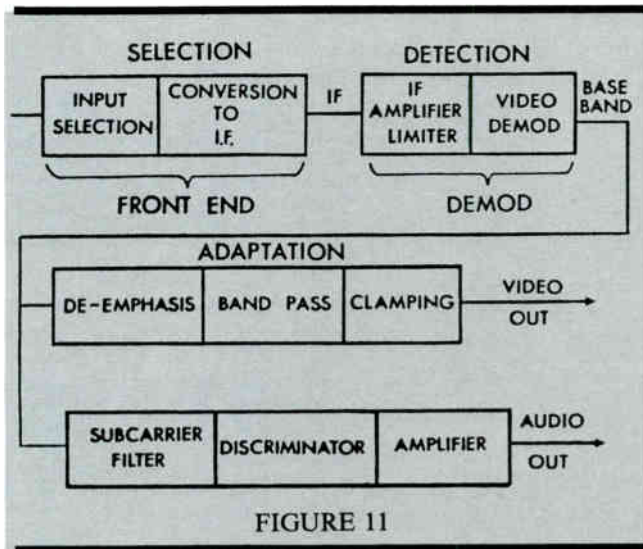 SELECTION
DETECTION
INPUT
SELECTION
CONVERSION
TO
I.F.
IF
IF
AMPLIFIER
LIMITER
VIDEO
DEMOD
BASE
BAND
FRONT END
DEMOD
ADAPTATION
DE-EMPHASIS
BAND PASS
CLAMPING
VIDEO
OUT
SUBCARRIER
FILTER
DISCRIMINATOR
AMPLIFIER
AUDIO
OUT
FIGURE 11